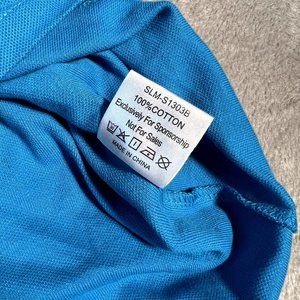 SLM-S1303B
100%COTTON
Exclusively For Sponsorship
Not For Sales
MADE IN CHINA